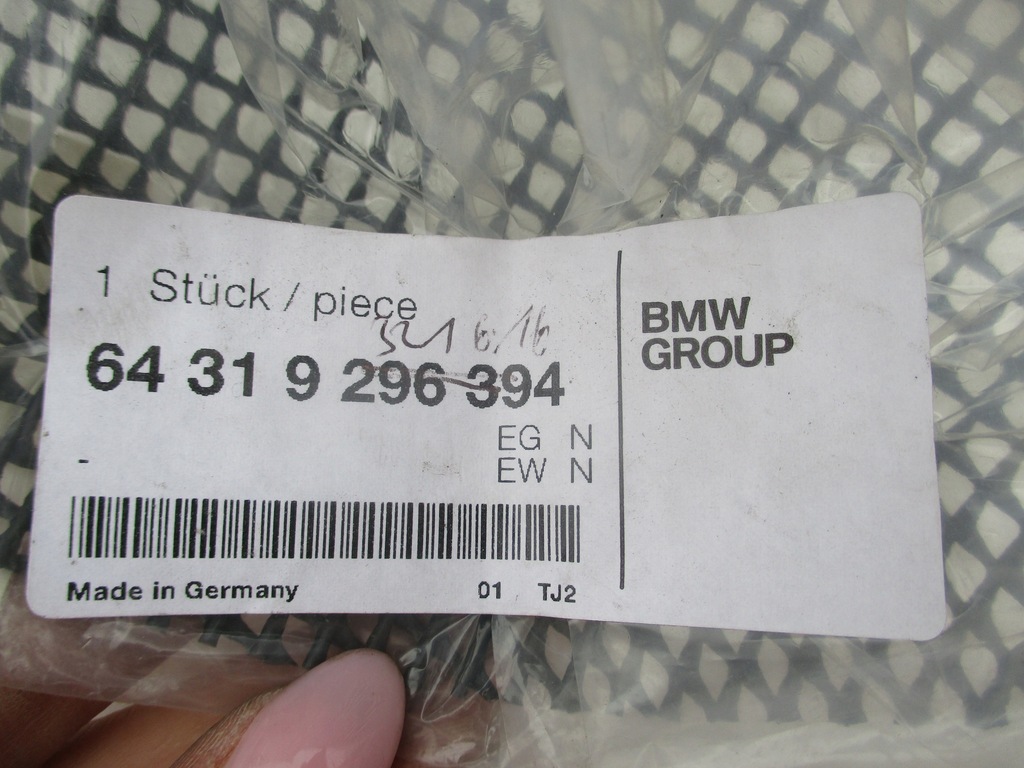 1 Stück / piece
64 31 9 296 394
EG N
EW N
-
Made in Germany 01 TJ2
BMW
GROUP